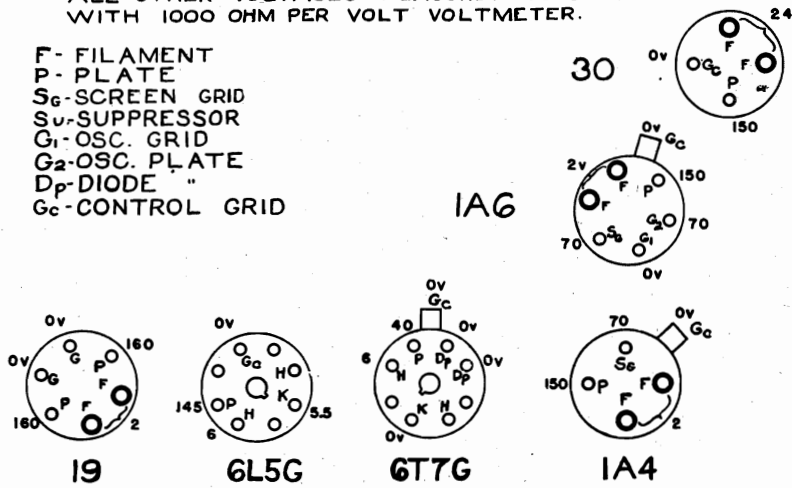 WITH 1000 OHM PER VOLT VOLTMETER.
F- FILAMENT
P- PLATE
SG-SCREEN GRID
Sur-SUPPRESSOR
G1-OSC. GRID
G2-OSC. PLATE
DP-DIODE "
GC-CONTROL GRID
30
24
0V
F
GC
F
P
150
1A6
0V
GC
2V
F
P
150
F
G2
70
70
SG
G1
0V
0V
G
160
0V
G
P
F
P
F
160
2
19
0V
GC
H
K
145
P
H
5.5
6
6L5G
0V
GC
40
0V
P
DP
6
0V
H
DP
K
H
0V
6T7G
70
0V
GC
SG
150
P
F
F
2
1A4